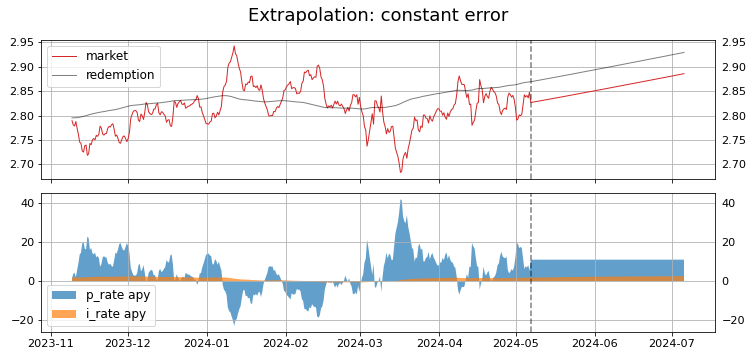 Extrapolation: constant error
2.95 2.95
market
2.90 2.90
redemption
2.85 2.85
2.80 2.80
2.75 2.75
2.70 2.70
40 40
20 20
0 0
p_rate apy
i_rate apy
−20 −20
2023-11 2023-12 2024-01 2024-02 2024-03 2024-04 2024-05 2024-06 2024-07